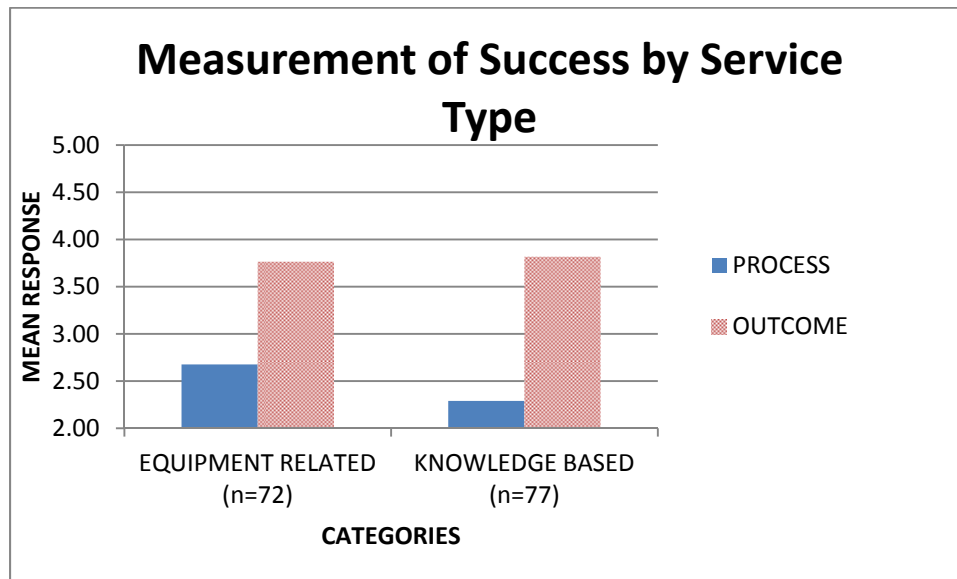 Measurement of Success by Service
Type
5.00
4.50
4.00
3.50
3.00
2.50
2.00
MEAN RESPONSE
EQUIPMENT RELATED
(n=72)
KNOWLEDGE BASED
(n=77)
CATEGORIES
PROCESS
OUTCOME